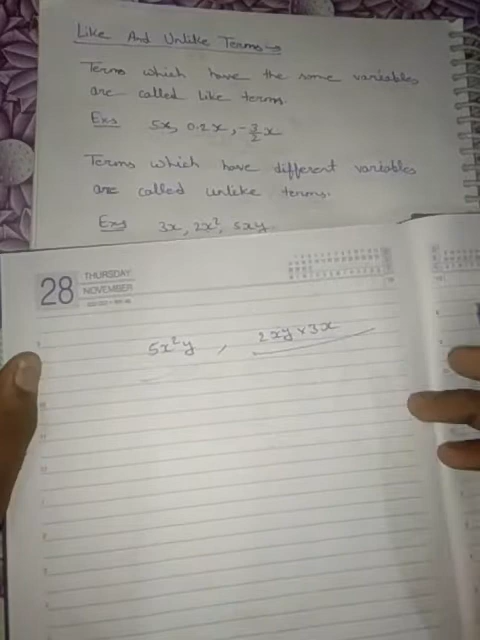 Like And Unlike Terms →
Terms which have the same variables
are called like terms.
Exs 5x, 0.2x, -3/2 x
Terms which have different variables
are called unlike terms.
Exs 3x, 2x², 5xy.
28 THURSDAY
NOVEMBER
5x²y , 2xy × 3x